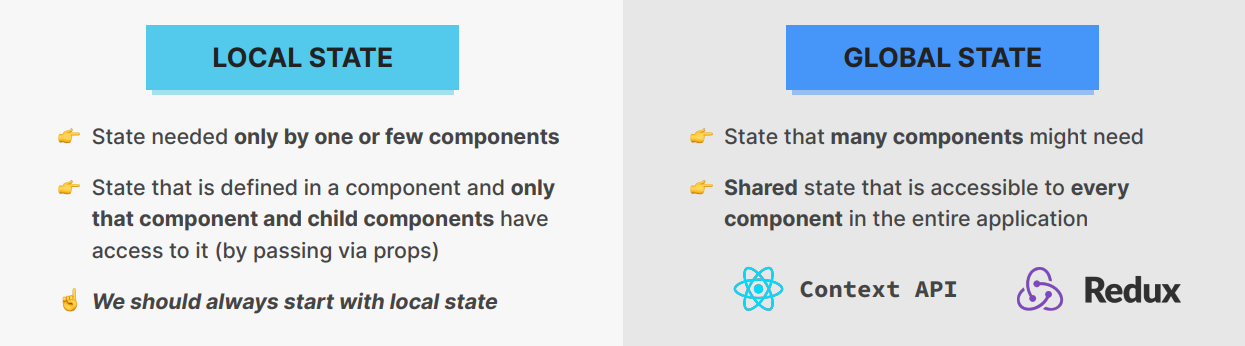 LOCAL STATE
👉 State needed only by one or few components
👉 State that is defined in a component and only
that component and child components have
access to it (by passing via props)
☝️ We should always start with local state
GLOBAL STATE
👉 State that many components might need
👉 Shared state that is accessible to every
component in the entire application
Context API
Redux